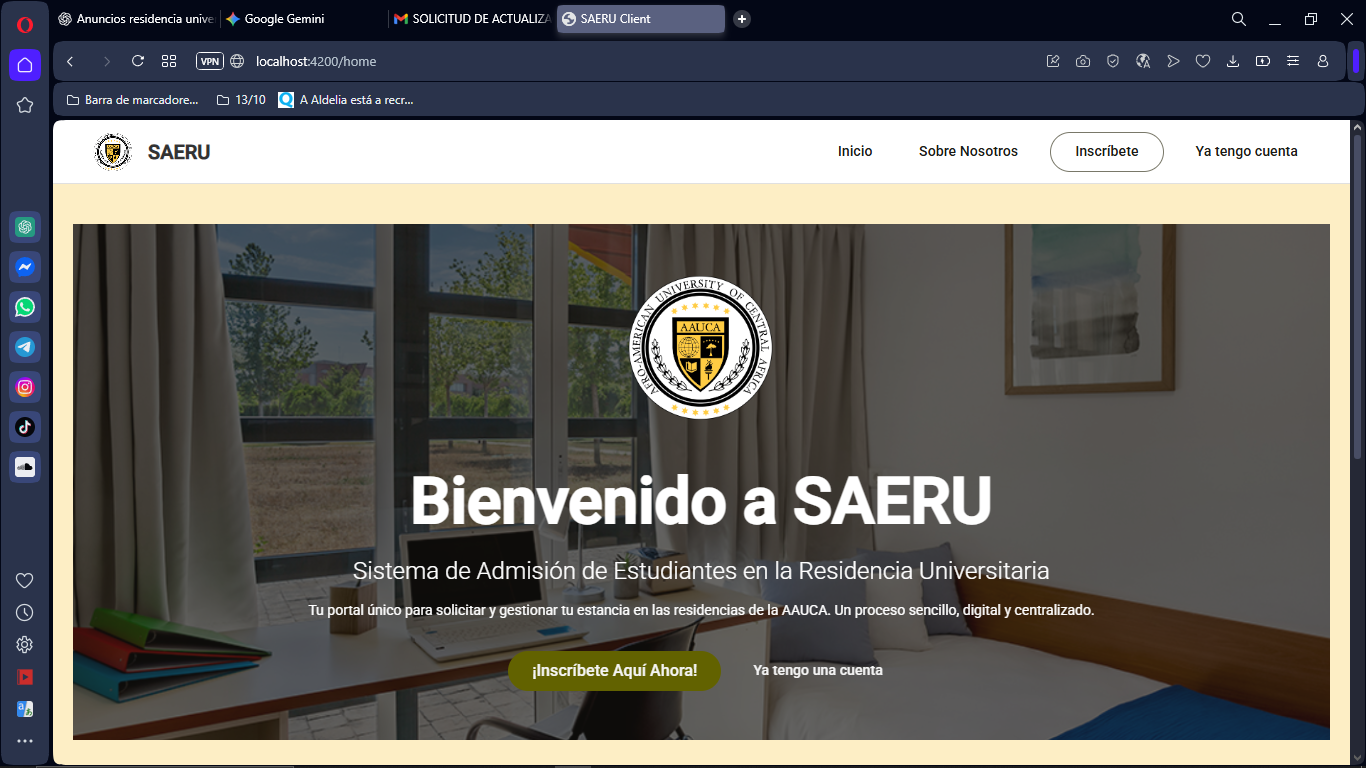 Anuncios residencia unive
Google Gemini
SOLICITUD DE ACTUALIZA
SAERU Client
VPN
localhost:4200/home
Barra de marcadore...
13/10
A Aldelia está a recr...
SAERU
Inicio
Sobre Nosotros
Inscríbete
Ya tengo cuenta
AFRO-AMERICAN UNIVERSITY OF CENTRAL AFRICA
AAUCA
Bienvenido a SAERU
Sistema de Admisión de Estudiantes en la Residencia Universitaria
Tu portal único para solicitar y gestionar tu estancia en las residencias de la AAUCA. Un proceso sencillo, digital y centralizado.
¡Inscríbete Aquí Ahora!
Ya tengo una cuenta